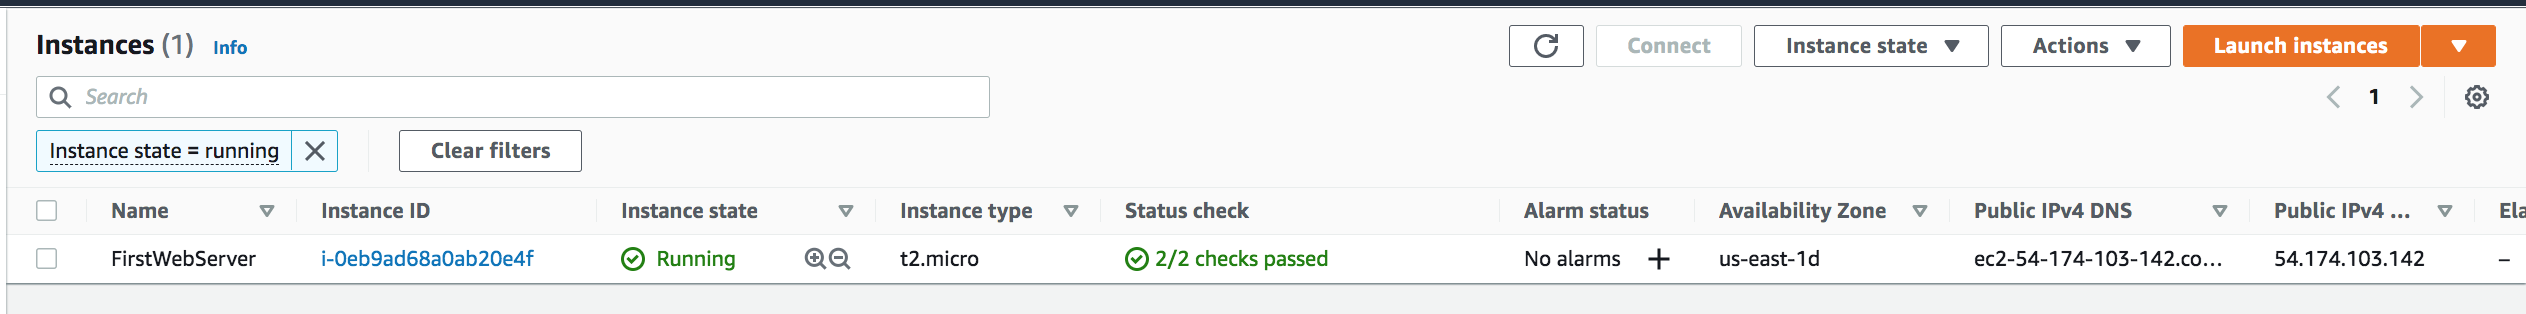 Instances (1) Info
Connect Instance state Actions Launch instances
Search
1
Instance state = running Clear filters
Name Instance ID Instance state Instance type Status check Alarm status Availability Zone Public IPv4 DNS Public IPv4 ... Ela
FirstWebServer i-0eb9ad68a0ab20e4f Running t2.micro 2/2 checks passed No alarms us-east-1d ec2-54-174-103-142.co... 54.174.103.142 –